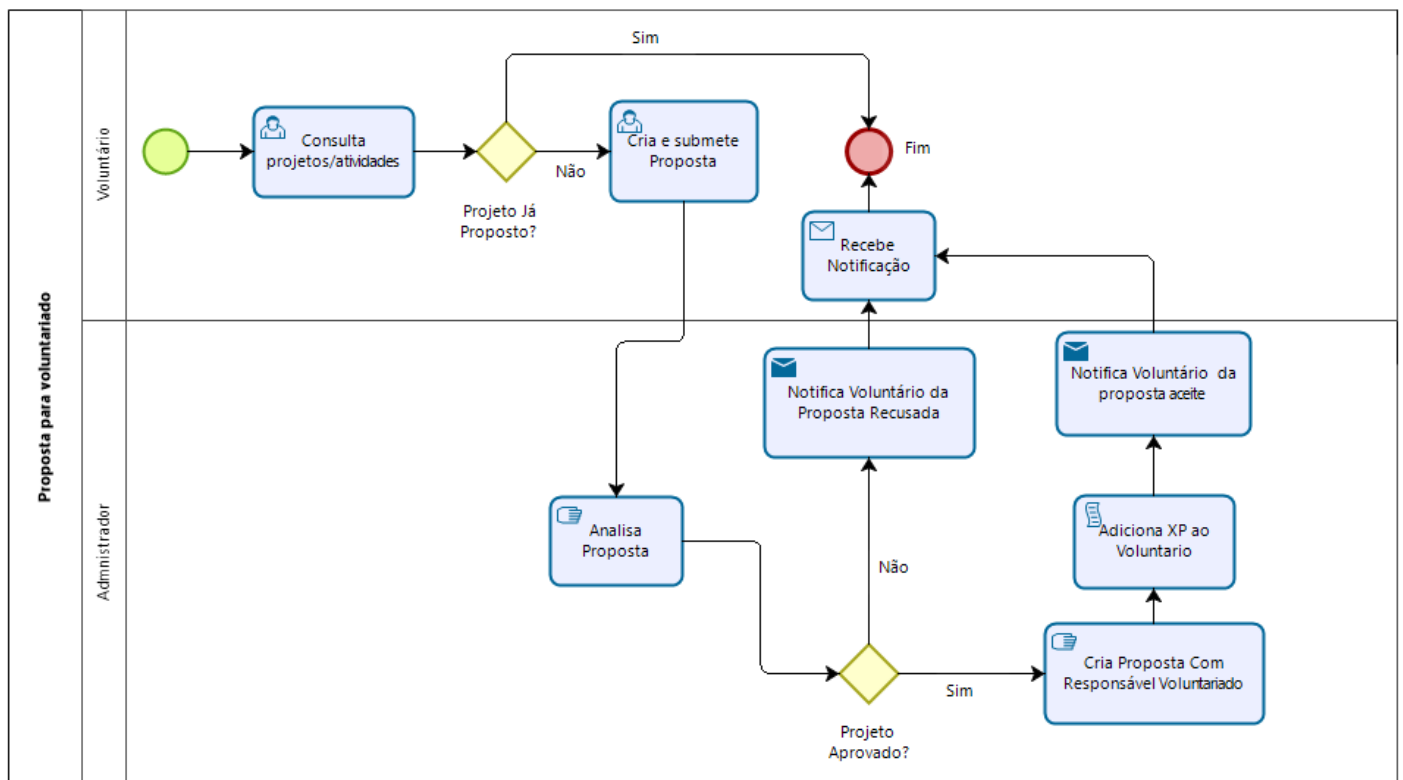 Proposta para voluntariado
Voluntário
Sim
Consulta
projetos/atividades
Não
Projeto Já
Proposto?
Cria e submete
Proposta
Fim
Recebe
Notificação
Admnistrador
Analisa
Proposta
Notifica Voluntário da
Proposta Recusada
Não
Projeto
Aprovado?
Sim
Cria Proposta Com
Responsável Voluntariado
Adiciona XP ao
Voluntario
Notifica Voluntário da
proposta aceite